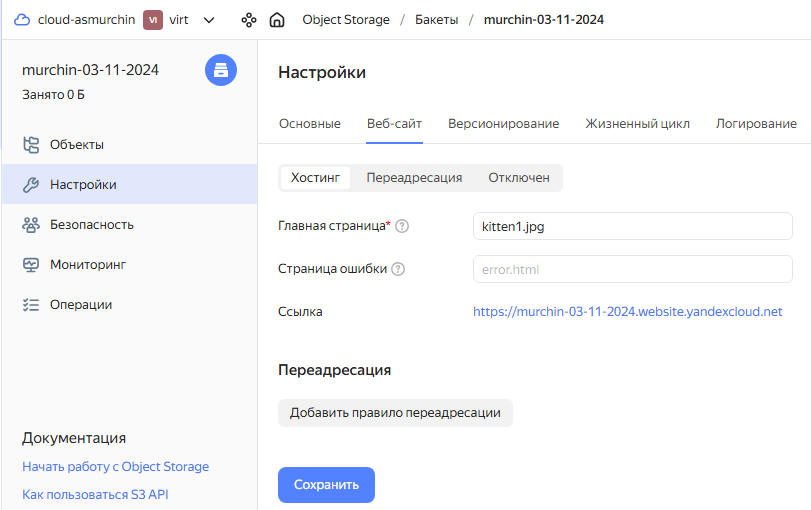 cloud-asmurchin VI virt Object Storage / Бакеты / murchin-03-11-2024
murchin-03-11-2024
Занято 0 Б
Объекты
Настройки
Безопасность
Мониторинг
Операции
Документация
Начать работу с Object Storage
Как пользоваться S3 API
Настройки
Основные Веб-сайт Версионирование Жизненный цикл Логирование
Хостинг Переадресация Отключен
Главная страница* ? kitten1.jpg
Страница ошибки ? error.html
Ссылка https://murchin-03-11-2024.website.yandexcloud.net
Переадресация
Добавить правило переадресации
Сохранить